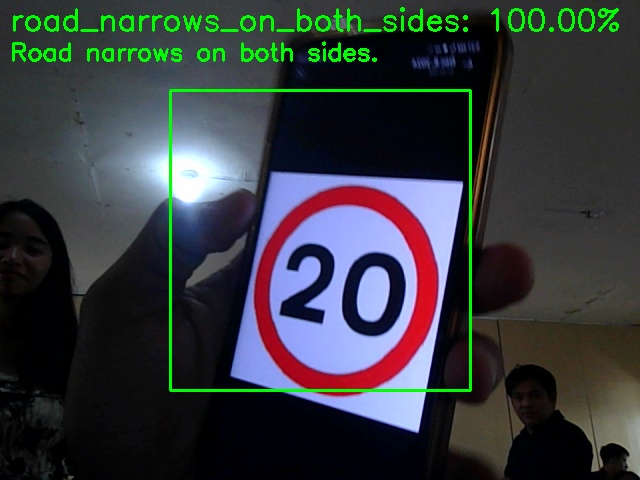 road_narrows_on_both_sides: 100.00%
Road narrows on both sides.
20